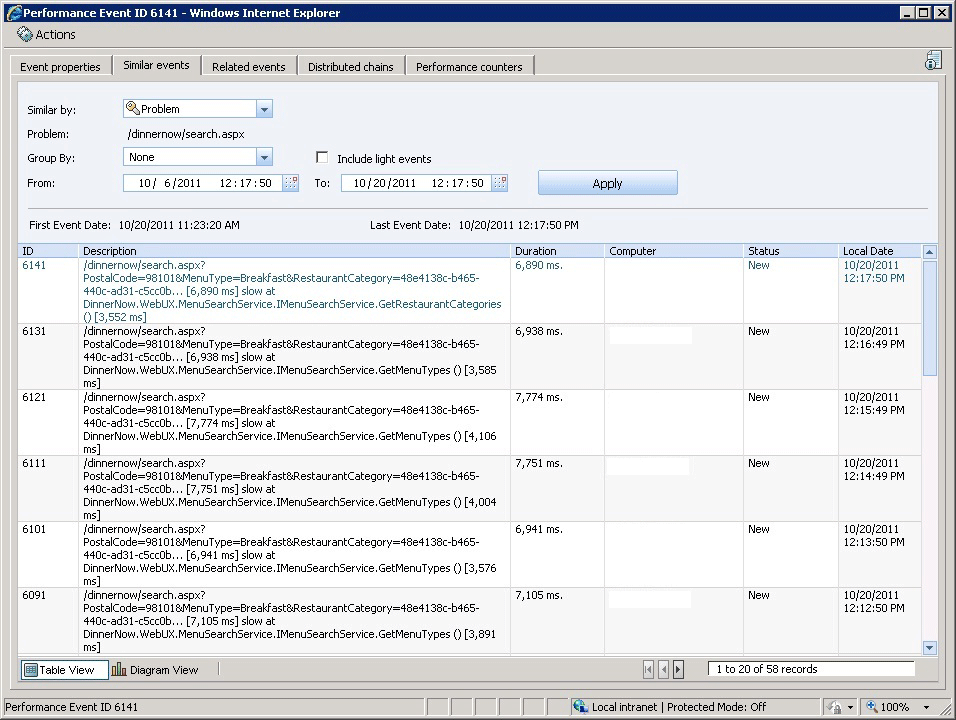 Performance Event ID 6141 - Windows Internet Explorer
Actions
Event properties Similar events Related events Distributed chains Performance counters
Similar by: Problem
Problem: /dinnernow/search.aspx
Group By: None Include light events
From: 10/ 6/2011 12:17:50 To: 10/20/2011 12:17:50 Apply
First Event Date: 10/20/2011 11:23:20 AM Last Event Date: 10/20/2011 12:17:50 PM
ID Description Duration Computer Status Local Date
6141 /dinnernow/search.aspx? 6,890 ms. New 10/20/2011
PostalCode=98101&MenuType=Breakfast&RestaurantCategory=48e4138c-b465- 12:17:50 PM
440c-ad31-c5cc0b... [6,890 ms] slow at
DinnerNow.WebUX.MenuSearchService.IMenuSearchService.GetRestaurantCategories
() [3,552 ms]
6131 /dinnernow/search.aspx? 6,938 ms. New 10/20/2011
PostalCode=98101&MenuType=Breakfast&RestaurantCategory=48e4138c-b465- 12:16:49 PM
440c-ad31-c5cc0b... [6,938 ms] slow at
DinnerNow.WebUX.MenuSearchService.IMenuSearchService.GetMenuTypes () [3,585
ms]
6121 /dinnernow/search.aspx? 7,774 ms. New 10/20/2011
PostalCode=98101&MenuType=Breakfast&RestaurantCategory=48e4138c-b465- 12:15:49 PM
440c-ad31-c5cc0b... [7,774 ms] slow at
DinnerNow.WebUX.MenuSearchService.IMenuSearchService.GetMenuTypes () [4,106
ms]
6111 /dinnernow/search.aspx? 7,751 ms. New 10/20/2011
PostalCode=98101&MenuType=Breakfast&RestaurantCategory=48e4138c-b465- 12:14:49 PM
440c-ad31-c5cc0b... [7,751 ms] slow at
DinnerNow.WebUX.MenuSearchService.IMenuSearchService.GetMenuTypes () [4,004
ms]
6101 /dinnernow/search.aspx? 6,941 ms. New 10/20/2011
PostalCode=98101&MenuType=Breakfast&RestaurantCategory=48e4138c-b465- 12:13:50 PM
440c-ad31-c5cc0b... [6,941 ms] slow at
DinnerNow.WebUX.MenuSearchService.IMenuSearchService.GetMenuTypes () [3,576
ms]
6091 /dinnernow/search.aspx? 7,105 ms. New 10/20/2011
PostalCode=98101&MenuType=Breakfast&RestaurantCategory=48e4138c-b465- 12:12:50 PM
440c-ad31-c5cc0b... [7,105 ms] slow at
DinnerNow.WebUX.MenuSearchService.IMenuSearchService.GetMenuTypes () [3,891
ms]
Table View Diagram View 1 to 20 of 58 records
Performance Event ID 6141 Local intranet | Protected Mode: Off 100%